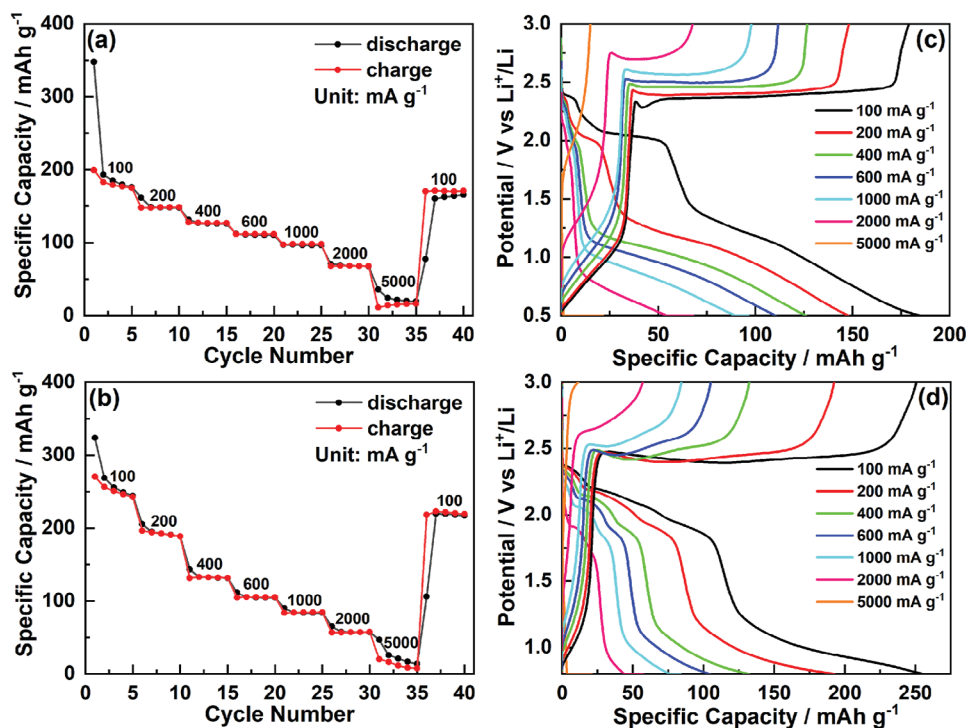 (a)
discharge
charge
Unit: mA g⁻¹
100
200
400
600
1000
2000
5000
100
400
300
200
100
0
Specific Capacity / mAh g⁻¹
0 5 10 15 20 25 30 35 40
Cycle Number
(c)
100 mA g⁻¹
200 mA g⁻¹
400 mA g⁻¹
600 mA g⁻¹
1000 mA g⁻¹
2000 mA g⁻¹
5000 mA g⁻¹
3.0
2.5
2.0
1.5
1.0
0.5
Potential / V vs Li⁺/Li
0 50 100 150 200
Specific Capacity / mAh g⁻¹
(b)
discharge
charge
Unit: mA g⁻¹
100
200
400
600
1000
2000
5000
100
400
300
200
100
0
Specific Capacity / mAh g⁻¹
0 5 10 15 20 25 30 35 40
Cycle Number
(d)
100 mA g⁻¹
200 mA g⁻¹
400 mA g⁻¹
600 mA g⁻¹
1000 mA g⁻¹
2000 mA g⁻¹
5000 mA g⁻¹
3.0
2.5
2.0
1.5
1.0
Potential / V vs Li⁺/Li
0 25 50 75 100 125 150 175 200 225 250
Specific Capacity / mAh g⁻¹